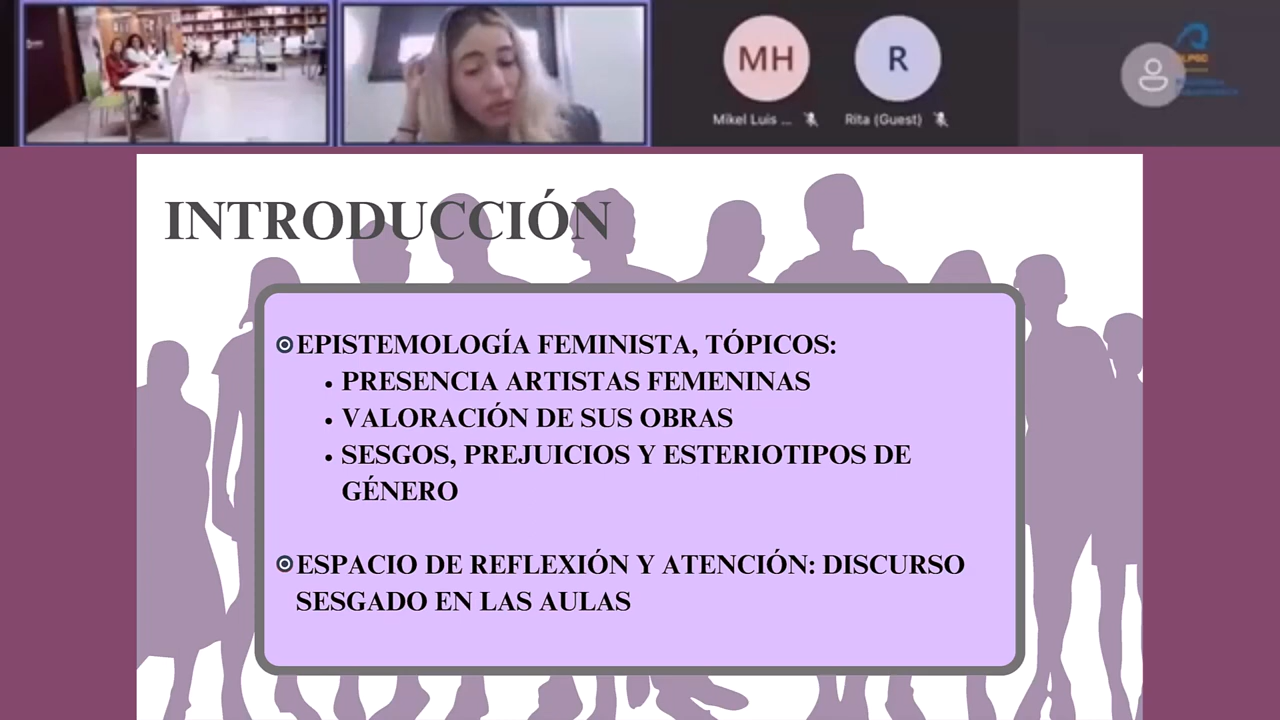 MH
R
Mikel Luis ...
Rita (Guest)
INTRODUCCIÓN
EPISTEMOLOGÍA FEMINISTA, TÓPICOS:
• PRESENCIA ARTISTAS FEMENINAS
• VALORACIÓN DE SUS OBRAS
• SESGOS, PREJUICIOS Y ESTERIOTIPOS DE
GÉNERO
ESPACIO DE REFLEXIÓN Y ATENCIÓN: DISCURSO
SESGADO EN LAS AULAS